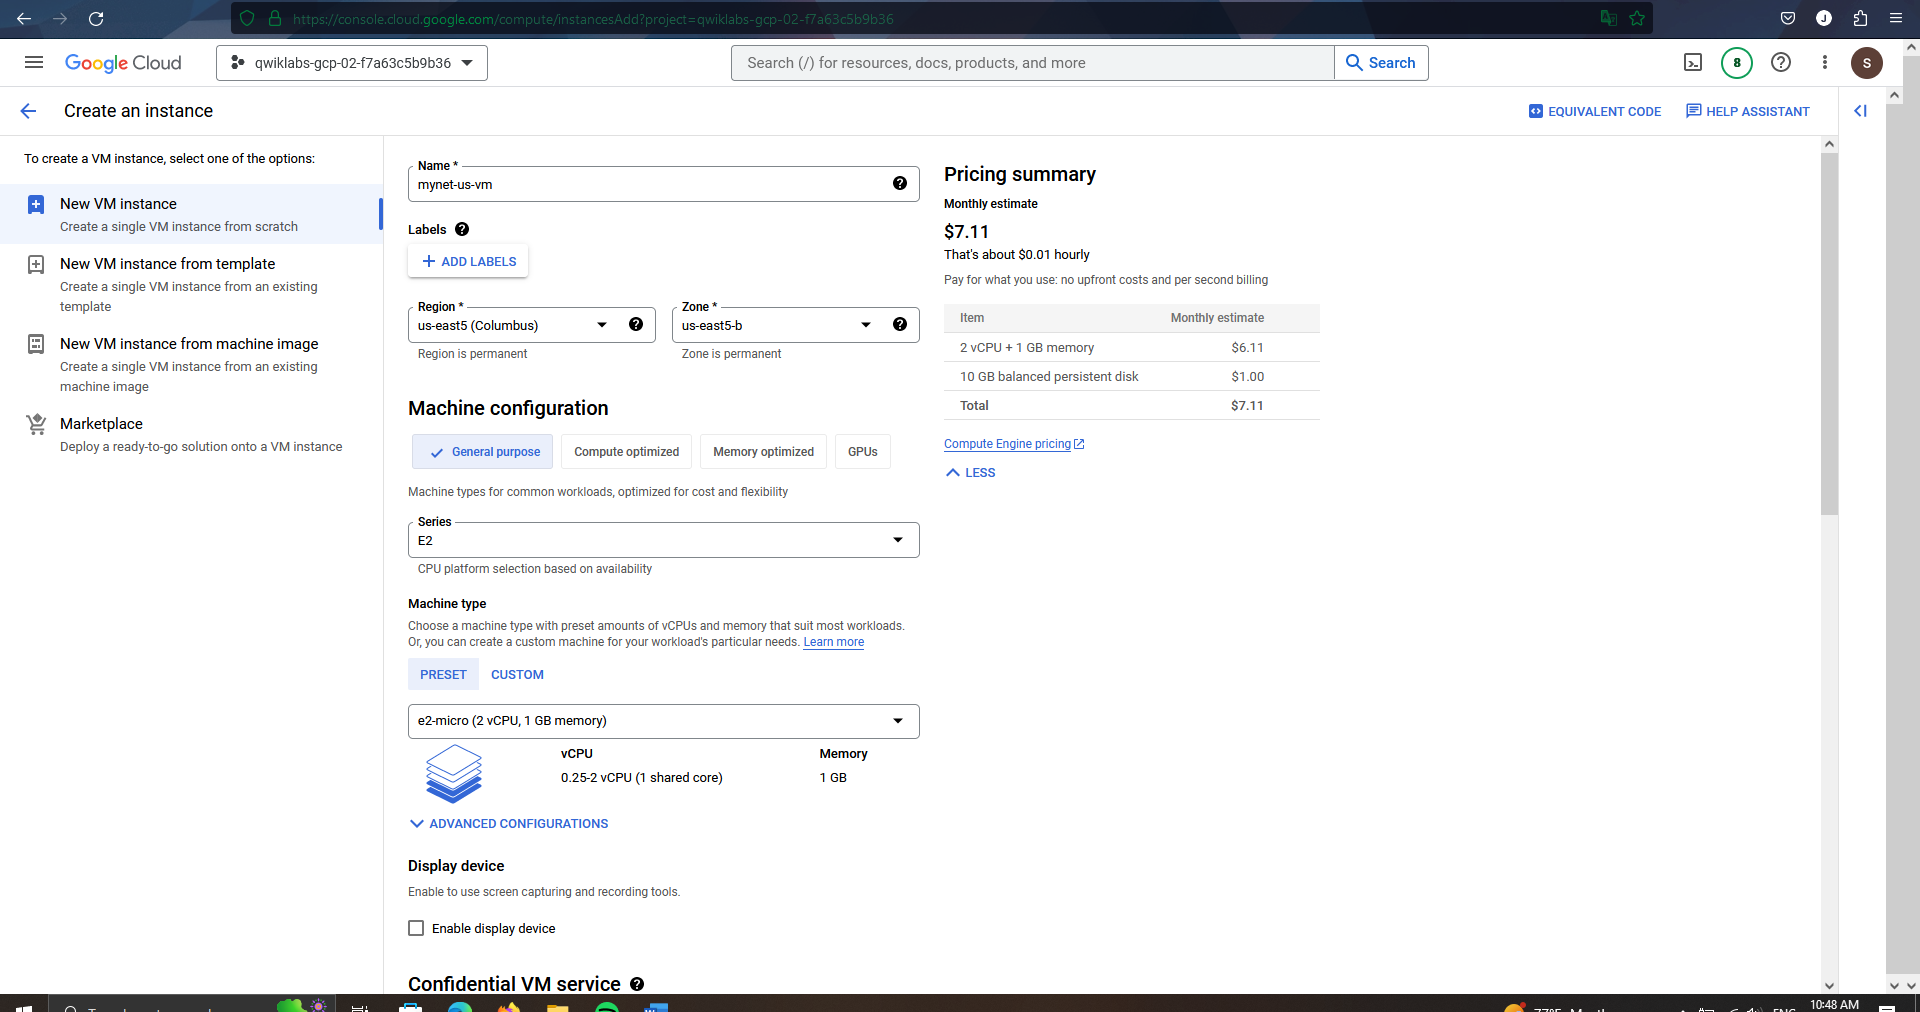 https://console.cloud.google.com/compute/instancesAdd?project=qwiklabs-gcp-02-f7a63c5b9b36
J
Google Cloud
qwiklabs-gcp-02-f7a63c5b9b36
Search (/) for resources, docs, products, and more
Search
8
S
Create an instance
EQUIVALENT CODE
HELP ASSISTANT
To create a VM instance, select one of the options:
New VM instance
Create a single VM instance from scratch
New VM instance from template
Create a single VM instance from an existing
template
New VM instance from machine image
Create a single VM instance from an existing
machine image
Marketplace
Deploy a ready-to-go solution onto a VM instance
Name *
mynet-us-vm
Labels
ADD LABELS
Region *
us-east5 (Columbus)
Region is permanent
Zone *
us-east5-b
Zone is permanent
Machine configuration
General purpose
Compute optimized
Memory optimized
GPUs
Machine types for common workloads, optimized for cost and flexibility
Series
E2
CPU platform selection based on availability
Machine type
Choose a machine type with preset amounts of vCPUs and memory that suit most workloads.
Or, you can create a custom machine for your workload's particular needs. Learn more
PRESET
CUSTOM
e2-micro (2 vCPU, 1 GB memory)
vCPU
Memory
0.25-2 vCPU (1 shared core)
1 GB
ADVANCED CONFIGURATIONS
Display device
Enable to use screen capturing and recording tools.
Enable display device
Confidential VM service
Pricing summary
Monthly estimate
$7.11
That's about $0.01 hourly
Pay for what you use: no upfront costs and per second billing
Item
Monthly estimate
2 vCPU + 1 GB memory
$6.11
10 GB balanced persistent disk
$1.00
Total
$7.11
Compute Engine pricing
LESS
10:48 AM